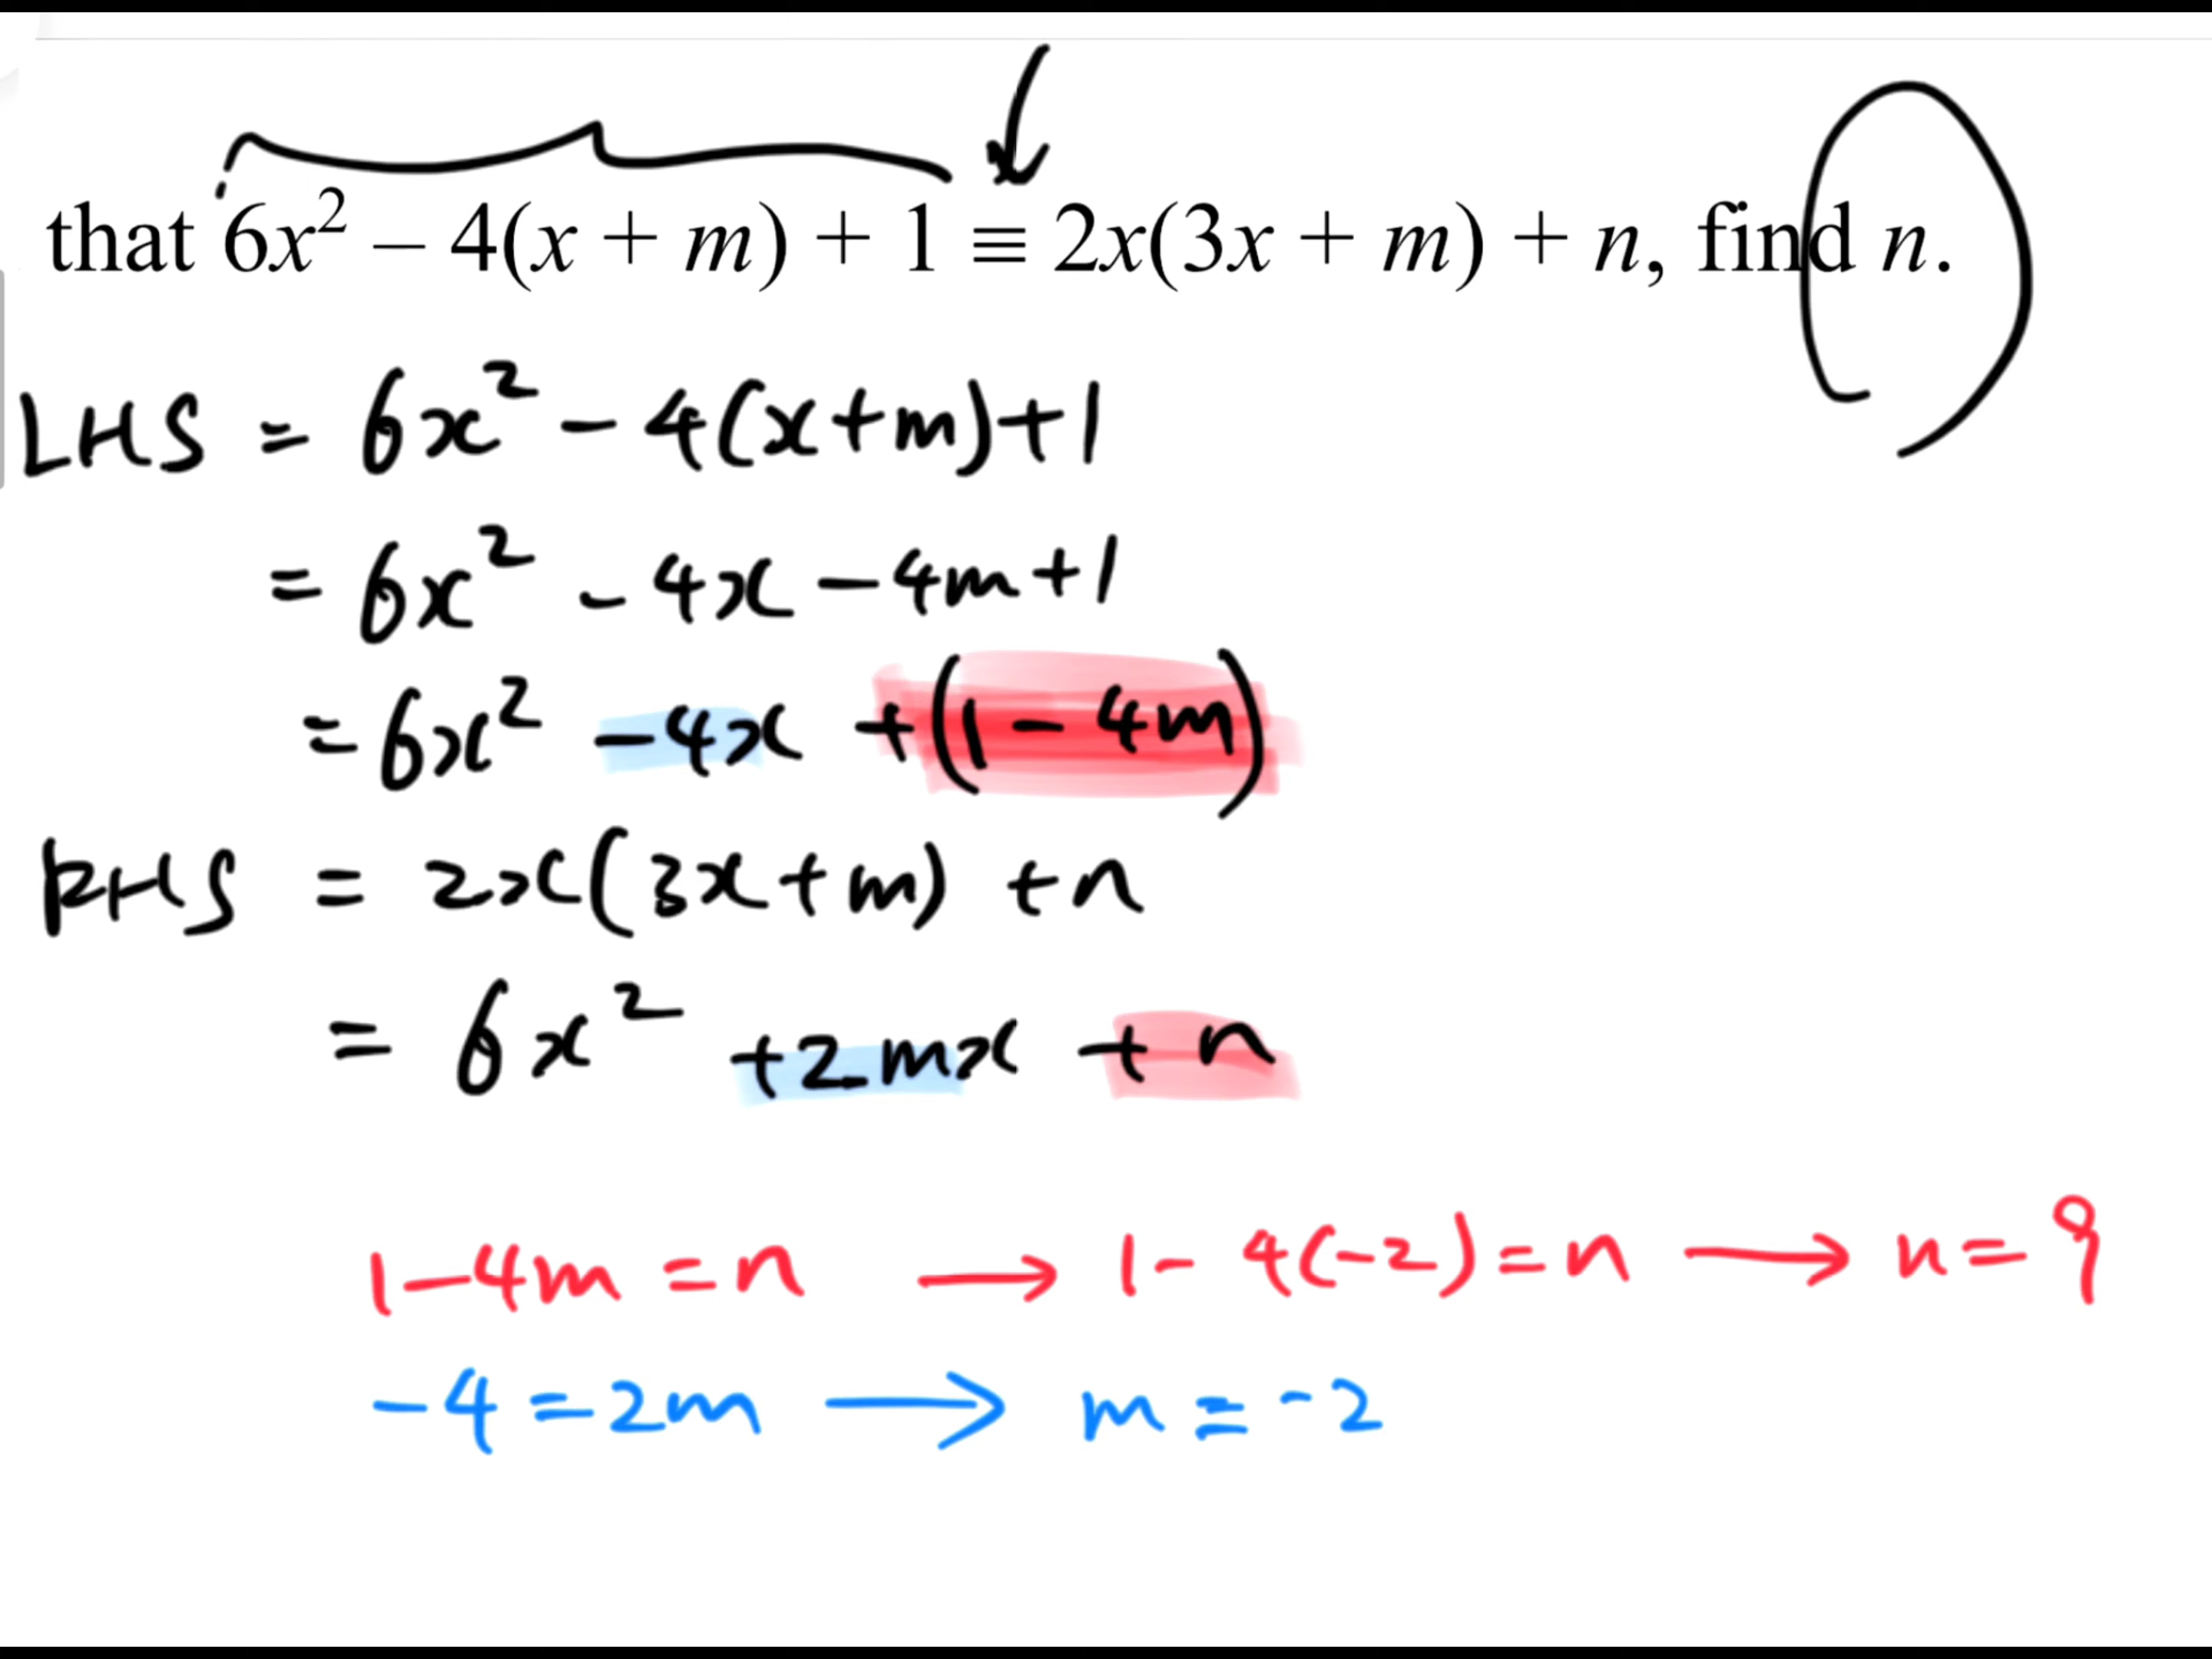 that 6x² – 4(x + m) + 1 ≡ 2x(3x + m) + n, find n.
LHS = 6x² - 4(x+m)+1
= 6x² - 4x - 4m+1
= 6x² -4x +(1-4m)
RHS = 2x(3x+m) +n
= 6x² +2mx + n
1-4m = n → 1-4(-2)=n → n=9
-4=2m → m=-2